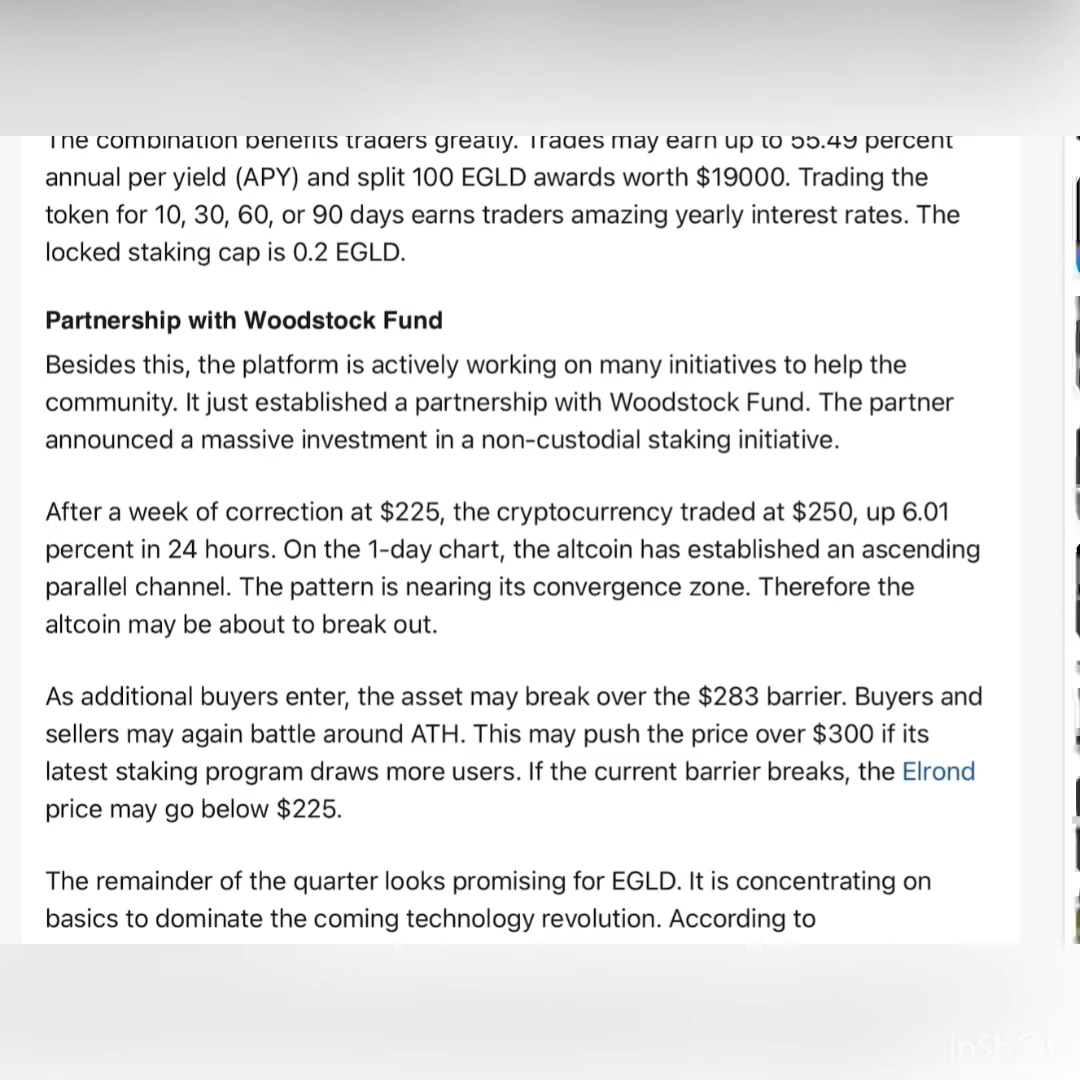 The combination benefits traders greatly. Trades may earn up to 55.49 percent
annual per yield (APY) and split 100 EGLD awards worth $19000. Trading the
token for 10, 30, 60, or 90 days earns traders amazing yearly interest rates. The
locked staking cap is 0.2 EGLD.
Partnership with Woodstock Fund
Besides this, the platform is actively working on many initiatives to help the
community. It just established a partnership with Woodstock Fund. The partner
announced a massive investment in a non-custodial staking initiative.
After a week of correction at $225, the cryptocurrency traded at $250, up 6.01
percent in 24 hours. On the 1-day chart, the altcoin has established an ascending
parallel channel. The pattern is nearing its convergence zone. Therefore the
altcoin may be about to break out.
As additional buyers enter, the asset may break over the $283 barrier. Buyers and
sellers may again battle around ATH. This may push the price over $300 if its
latest staking program draws more users. If the current barrier breaks, the Elrond
price may go below $225.
The remainder of the quarter looks promising for EGLD. It is concentrating on
basics to dominate the coming technology revolution. According to